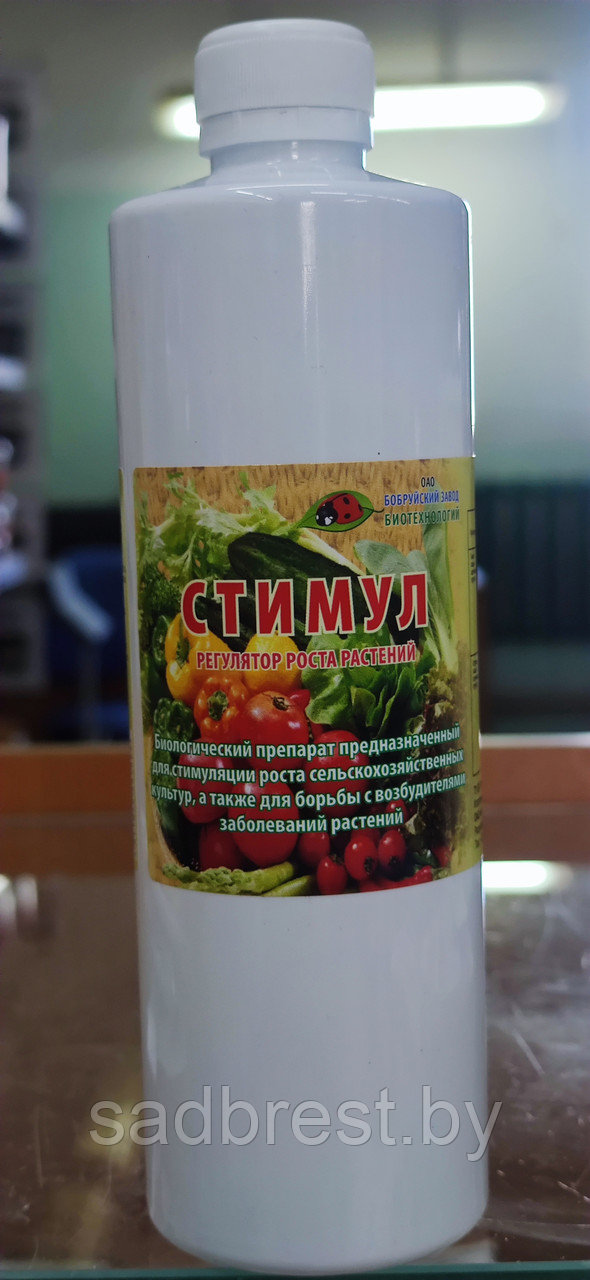 ОАО
БОБРУЙСКИЙ ЗАВОД
БИОТЕХНОЛОГИЙ
СТИМУЛ
РЕГУЛЯТОР РОСТА РАСТЕНИЙ
Биологический препарат предназначенный
для стимуляции роста сельскохозяйственных
культур, а также для борьбы с возбудителями
заболеваний растений
sadbrest.by